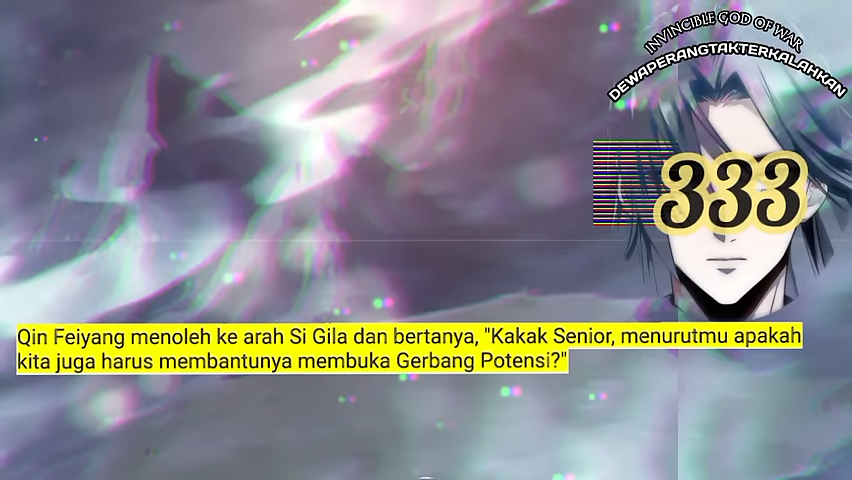 INVINCIBLE GOD OF WAR
DEWAPERANGTAKTERKALAHKAN
333
Qin Feiyang menoleh ke arah Si Gila dan bertanya, "Kakak Senior, menurutmu apakah
kita juga harus membantunya membuka Gerbang Potensi?"